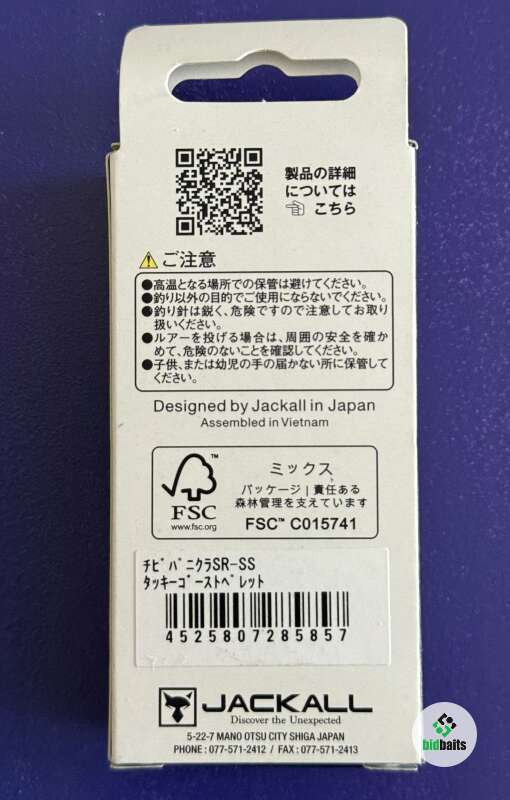 製品の詳細
については
こちら
ご注意
●高温となる場所での保管は避けてください。
●釣り以外の目的でご使用にならないでください。
●釣り針は鋭く、危険ですので注意してお取り
扱いください。
●ルアーを投げる場合は、周囲の安全を確か
めて、危険のないことを確認してください。
●子供、または幼児の手の届かない所に保管して
ください。
Designed by Jackall in Japan
Assembled in Vietnam
FSC
™
www.fsc.org
ミックス
パッケージ | 責任ある
森林管理を支えています
FSC™ C015741
ﾁﾋﾞﾊﾞﾆｸﾗSR-SS
ﾀｯｷｰｺﾞｰｽﾄﾍﾟﾚｯﾄ
4525807285857
JACKALL
Discover the Unexpected
5-22-7 MANO OTSU CITY SHIGA JAPAN
PHONE : 077-571-2412 / FAX : 077-571-2413
bidbaits